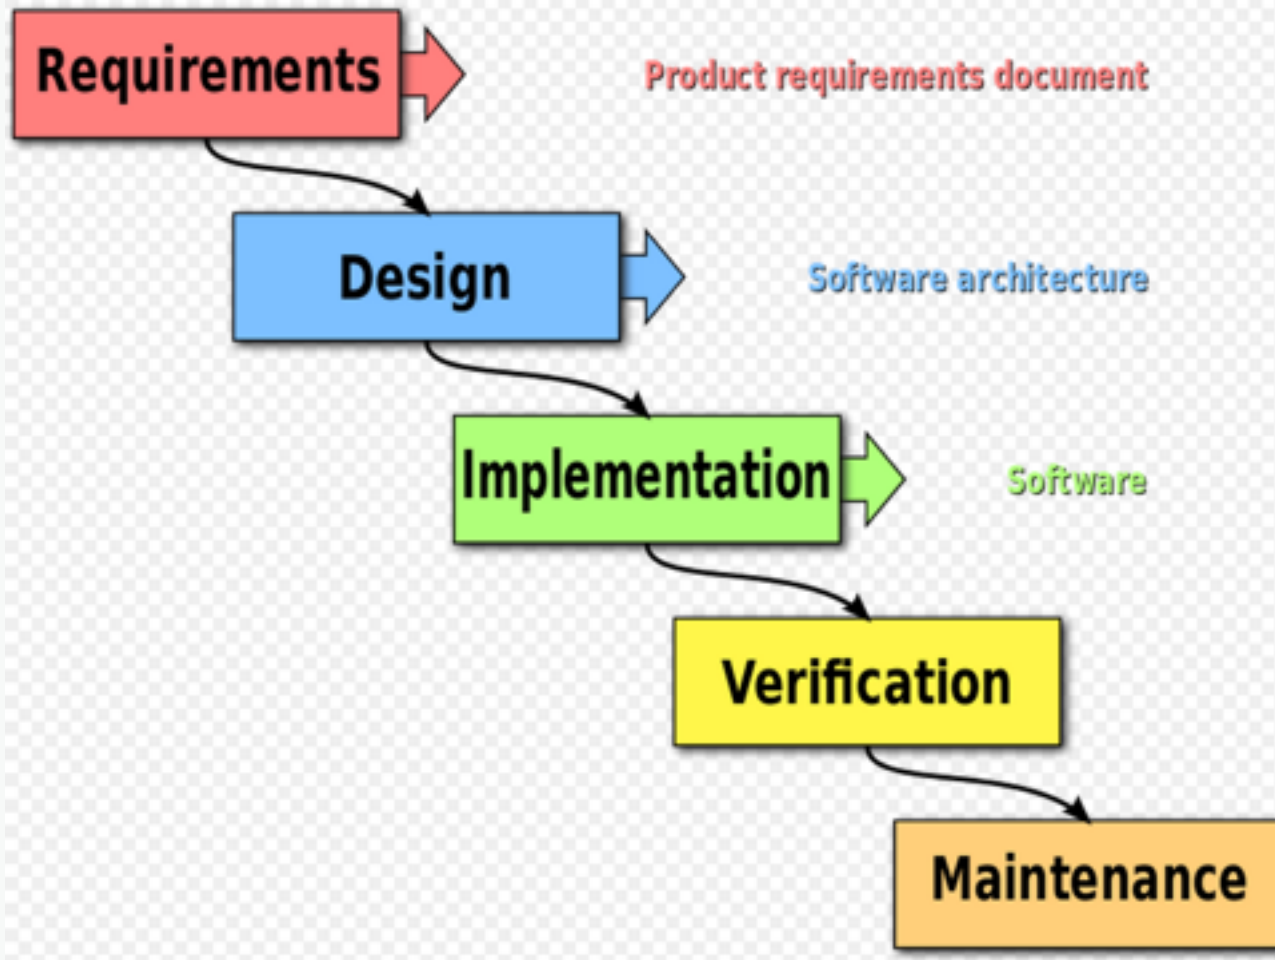 Requirements
Product requirements document
Design
Software architecture
Implementation
Software
Verification
Maintenance